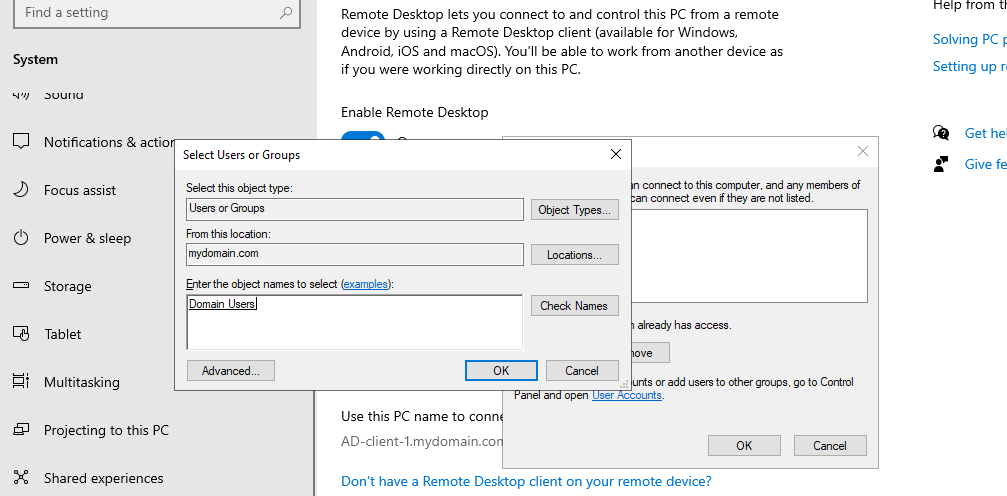 Find a setting
System
Sound
Notifications & action
Focus assist
Power & sleep
Storage
Tablet
Multitasking
Projecting to this PC
Shared experiences
Remote Desktop lets you connect to and control this PC from a remote
device by using a Remote Desktop client (available for Windows,
Android, iOS and macOS). You'll be able to work from another device as
if you were working directly on this PC.
Enable Remote Desktop
Select Users or Groups
Select this object type:
Users or Groups
Object Types...
From this location:
mydomain.com
Locations...
Enter the object names to select (examples):
Domain Users
Check Names
Advanced...
OK
Cancel
an connect to this computer, and any members of
can connect even if they are not listed.
already has access.
ove
unts or add users to other groups, go to Control
Panel and open User Accounts.
OK
Cancel
Use this PC name to conne
AD-client-1.mydomain.com
Don't have a Remote Desktop client on your remote device?
Help from th
Solving PC p
Setting up r
Get hel
Give fe